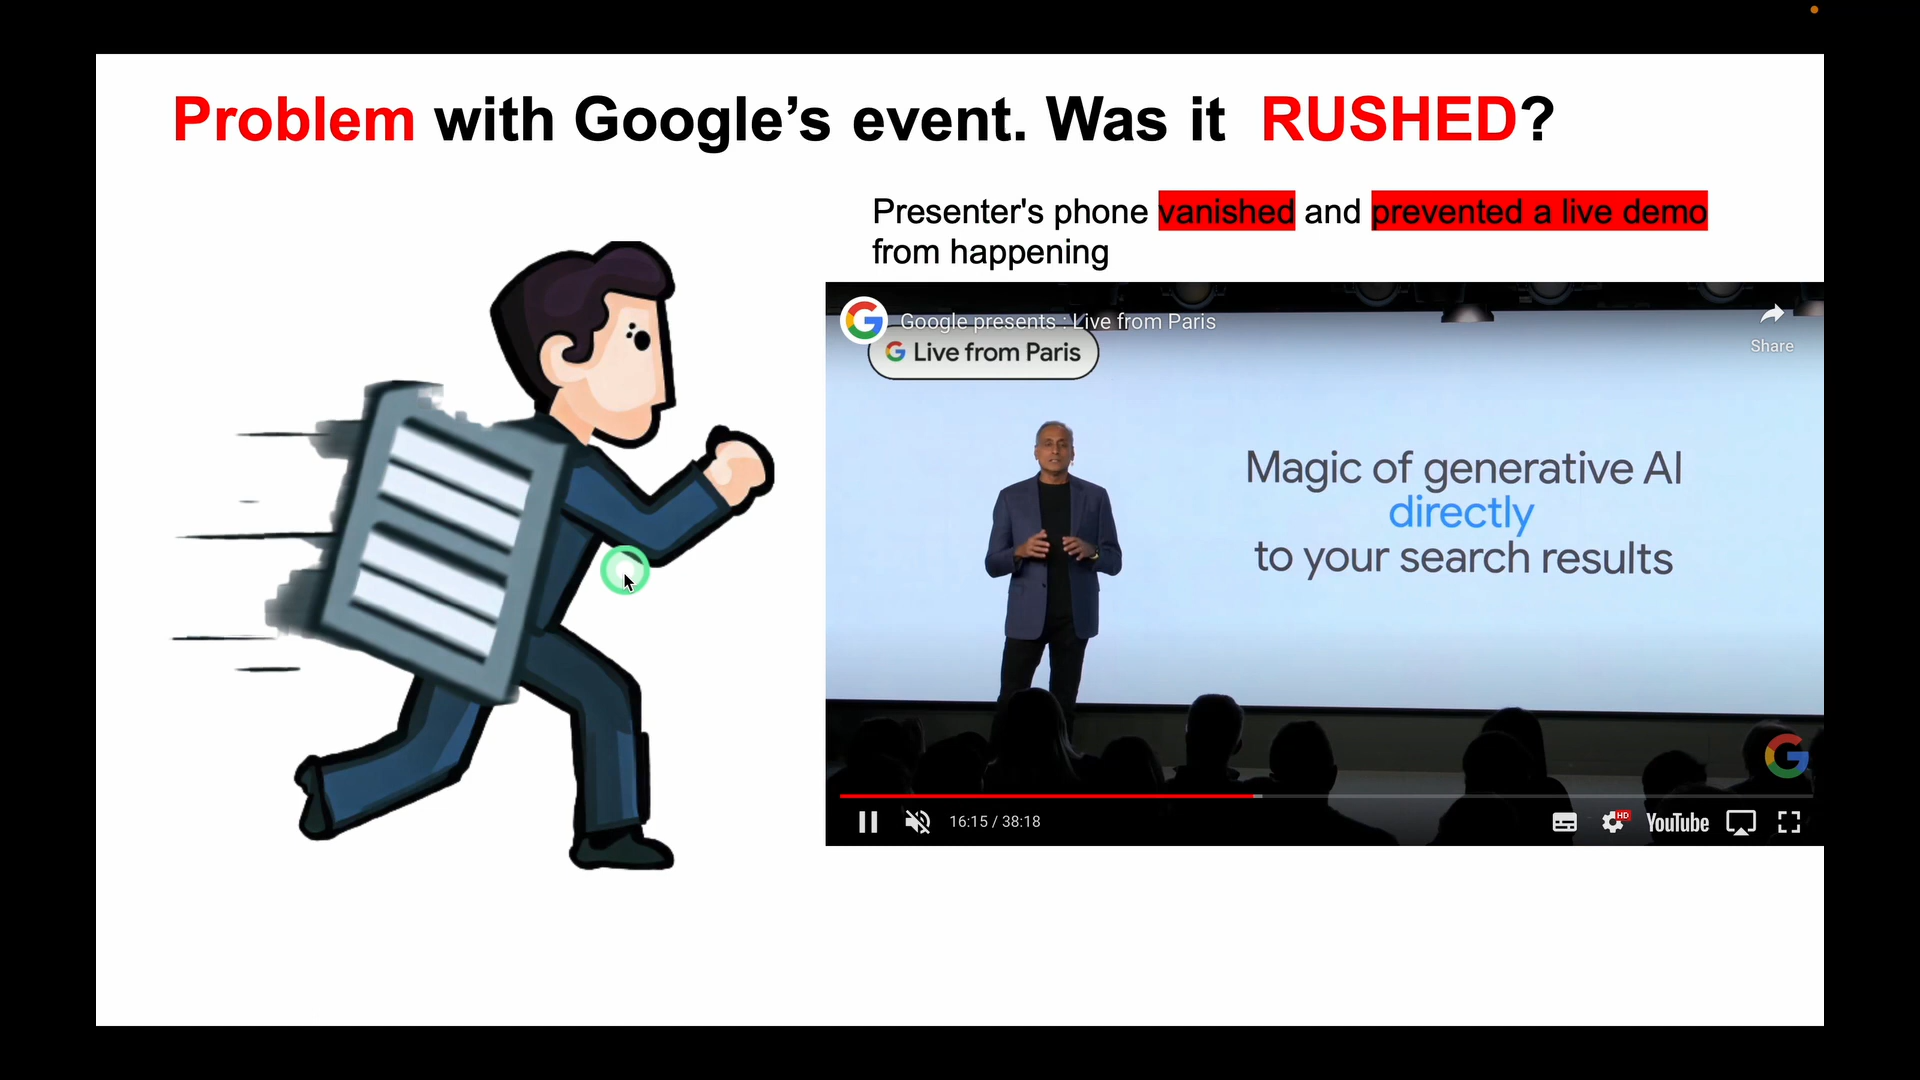 Problem with Google’s event. Was it RUSHED?
Presenter's phone vanished and prevented a live demo
from happening
Google presents : Live from Paris
Share
G Live from Paris
Magic of generative AI
directly
to your search results
16:15 / 38:18
HD
YouTube